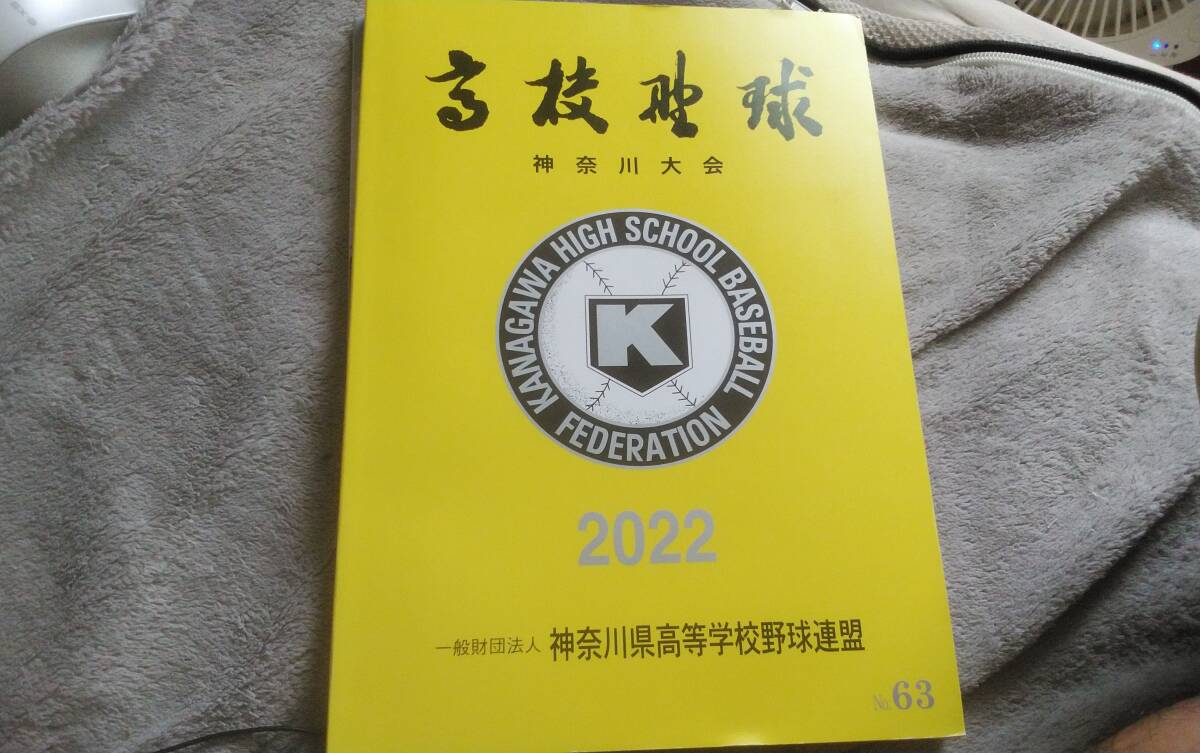 高校野球
神奈川大会
KANAGAWA HIGH SCHOOL BASEBALL FEDERATION
K
2022
一般財団法人 神奈川県高等学校野球連盟
No.63